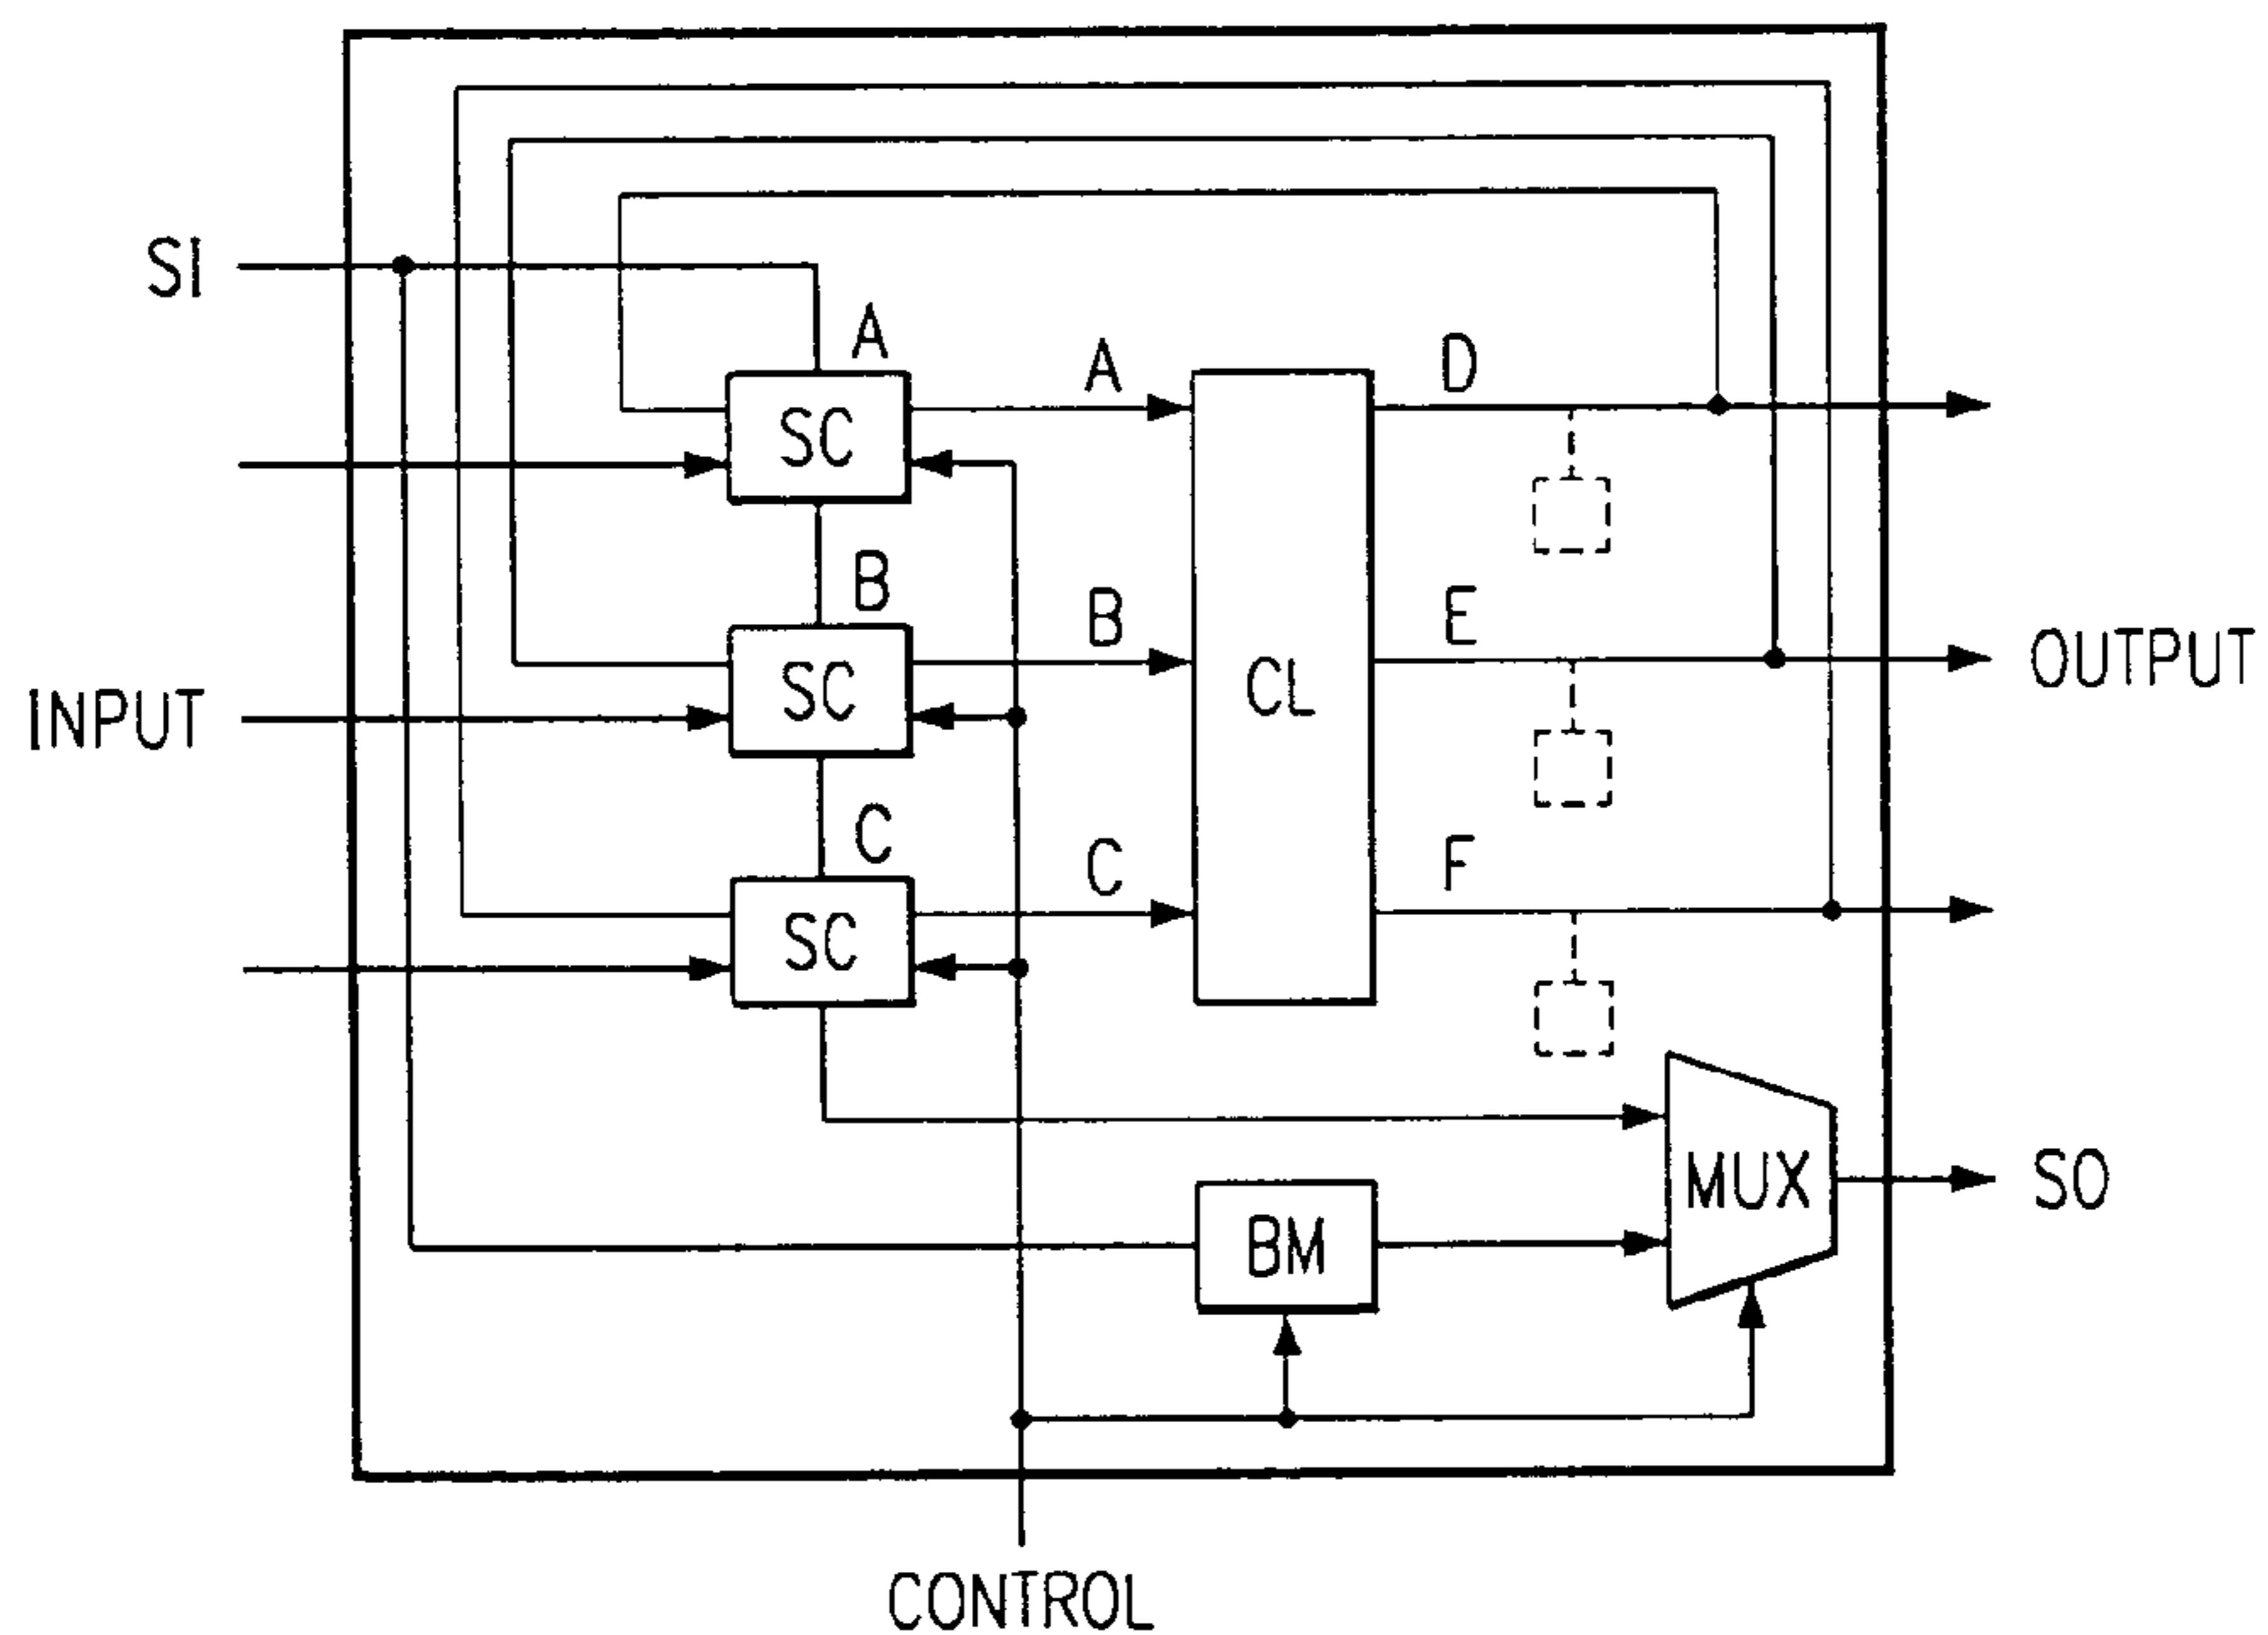 SI
A
A
D
SC
B
B
E
SC
CL
OUTPUT
INPUT
C
C
F
SC
MUX
SO
BM
CONTROL